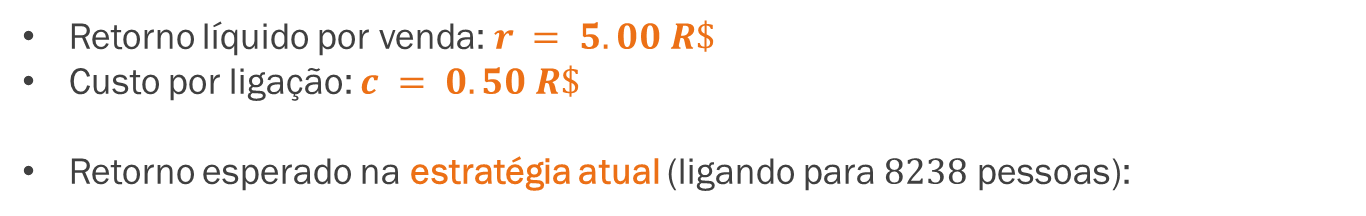 • Retorno líquido por venda: r = 5.00 R$
• Custo por ligação: c = 0.50 R$
• Retorno esperado na estratégia atual (ligando para 8238 pessoas):